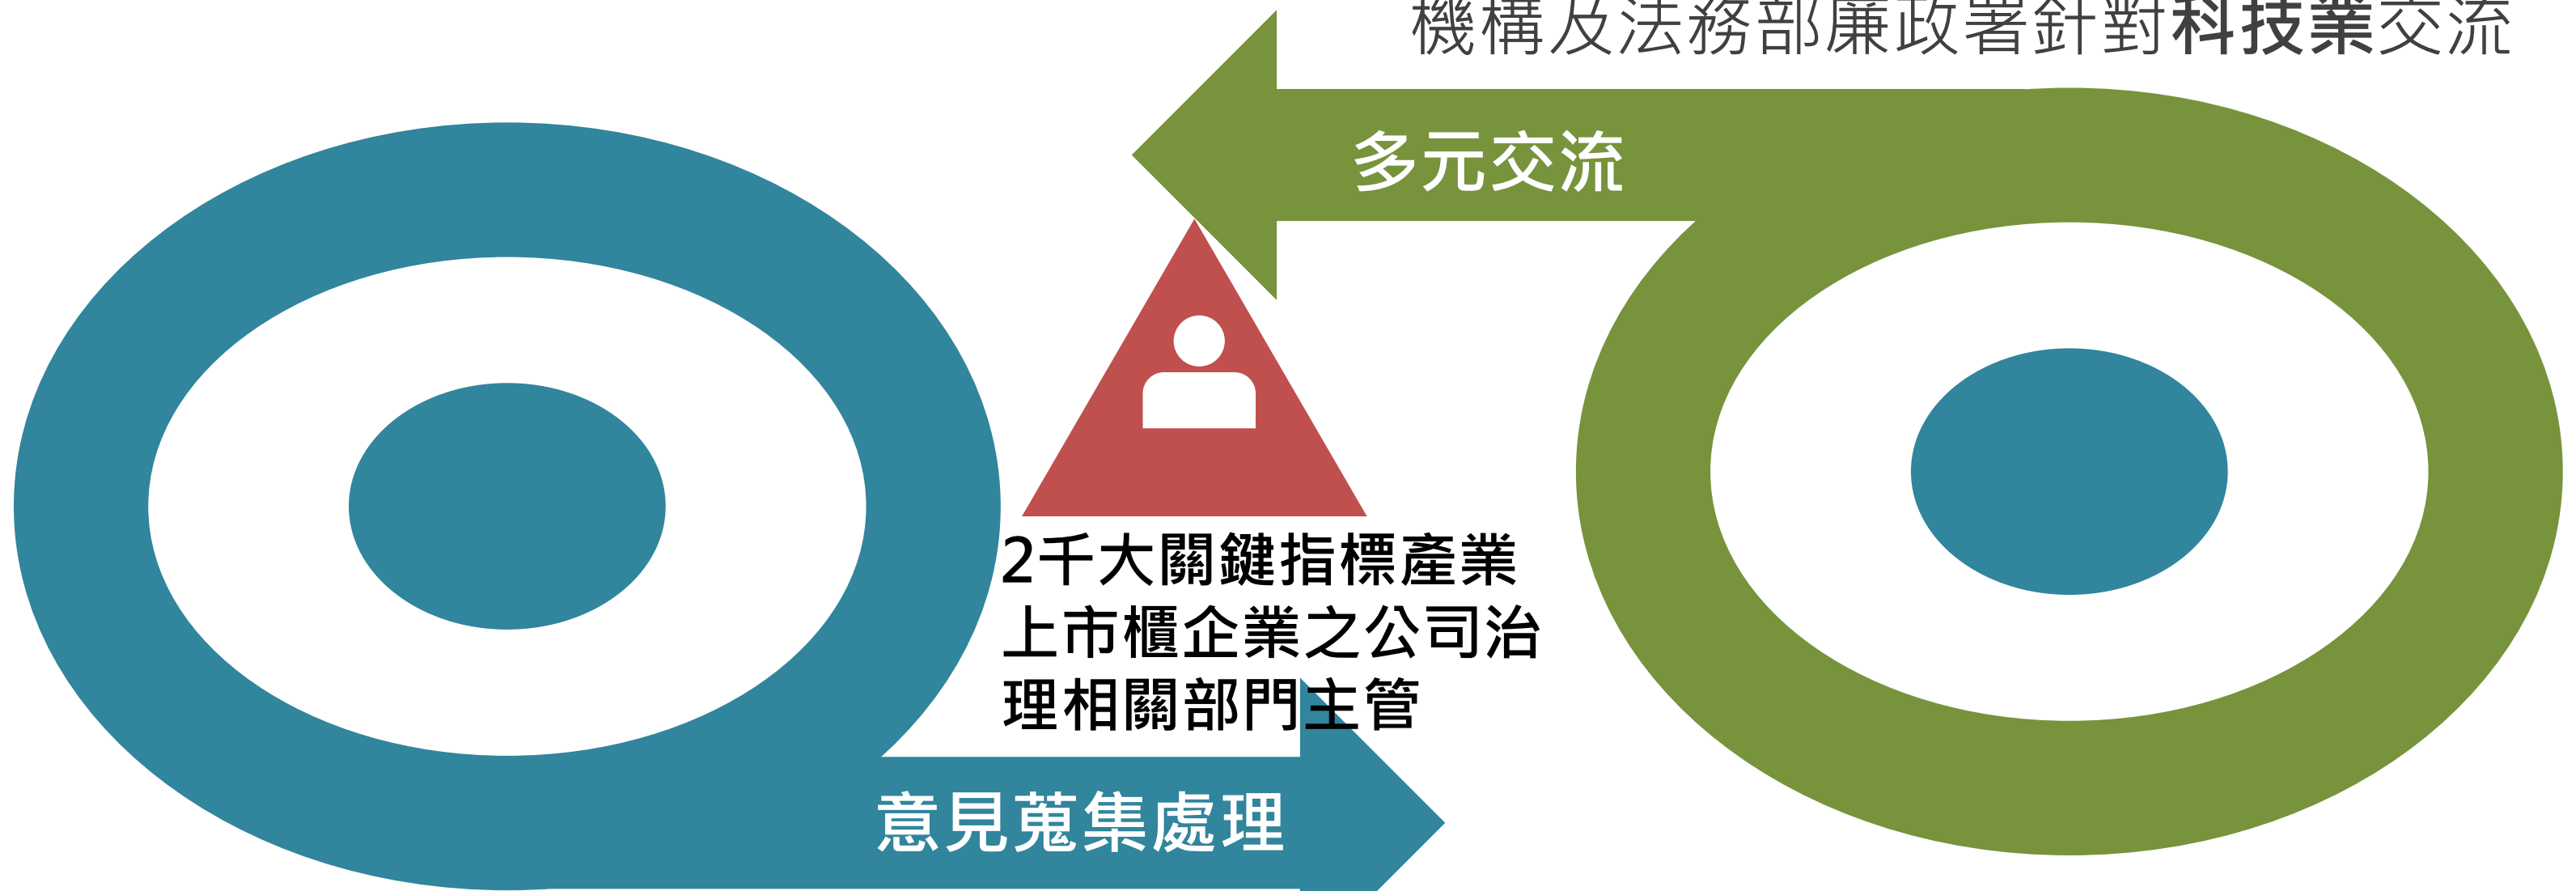 機構及法務部廉政署針對科技業交流
多元交流
2千大關鍵指標產業
上市櫃企業之公司治
理相關部門主管
意見蒐集處理